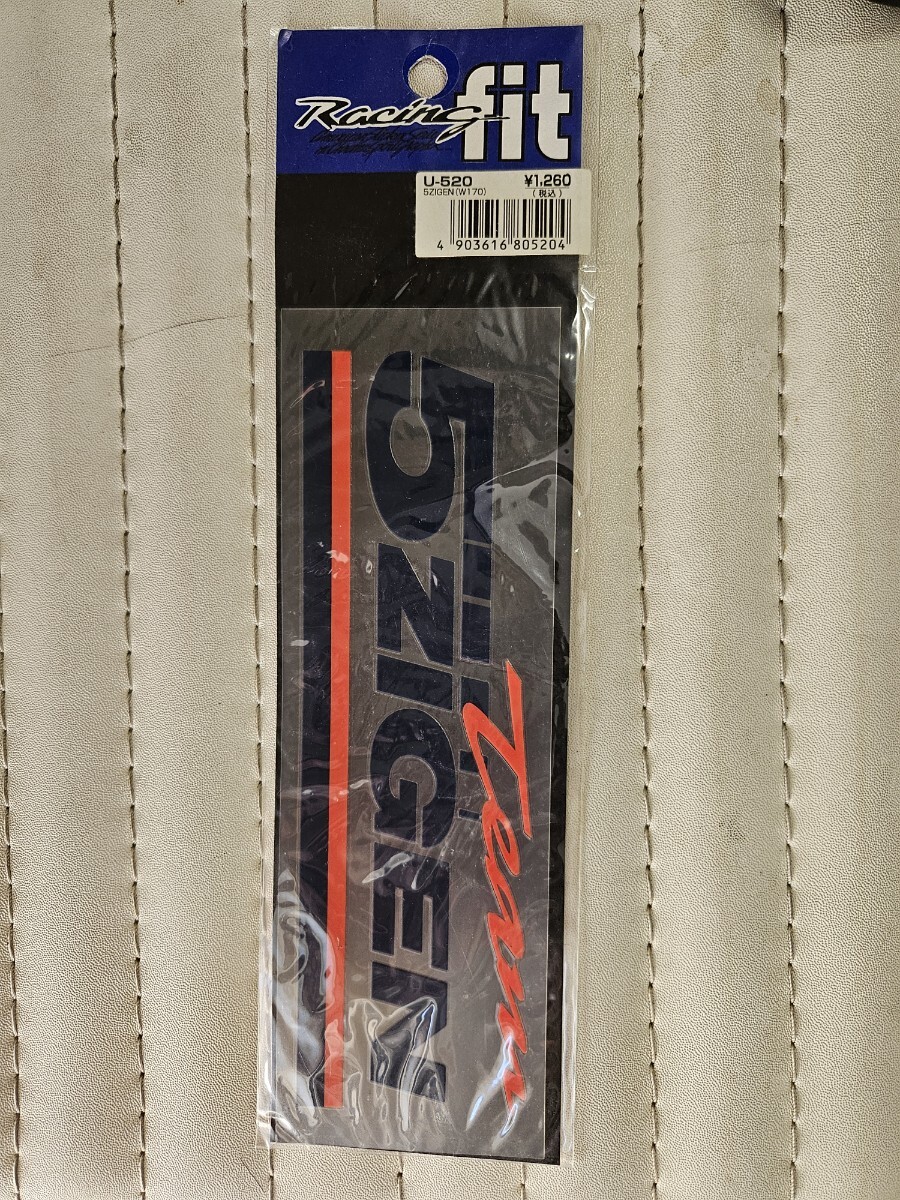 Racing fit
U-520 ¥1,260
5ZIGEN(W170) (税込)
4 903616 805204
Team
5ZIGEN